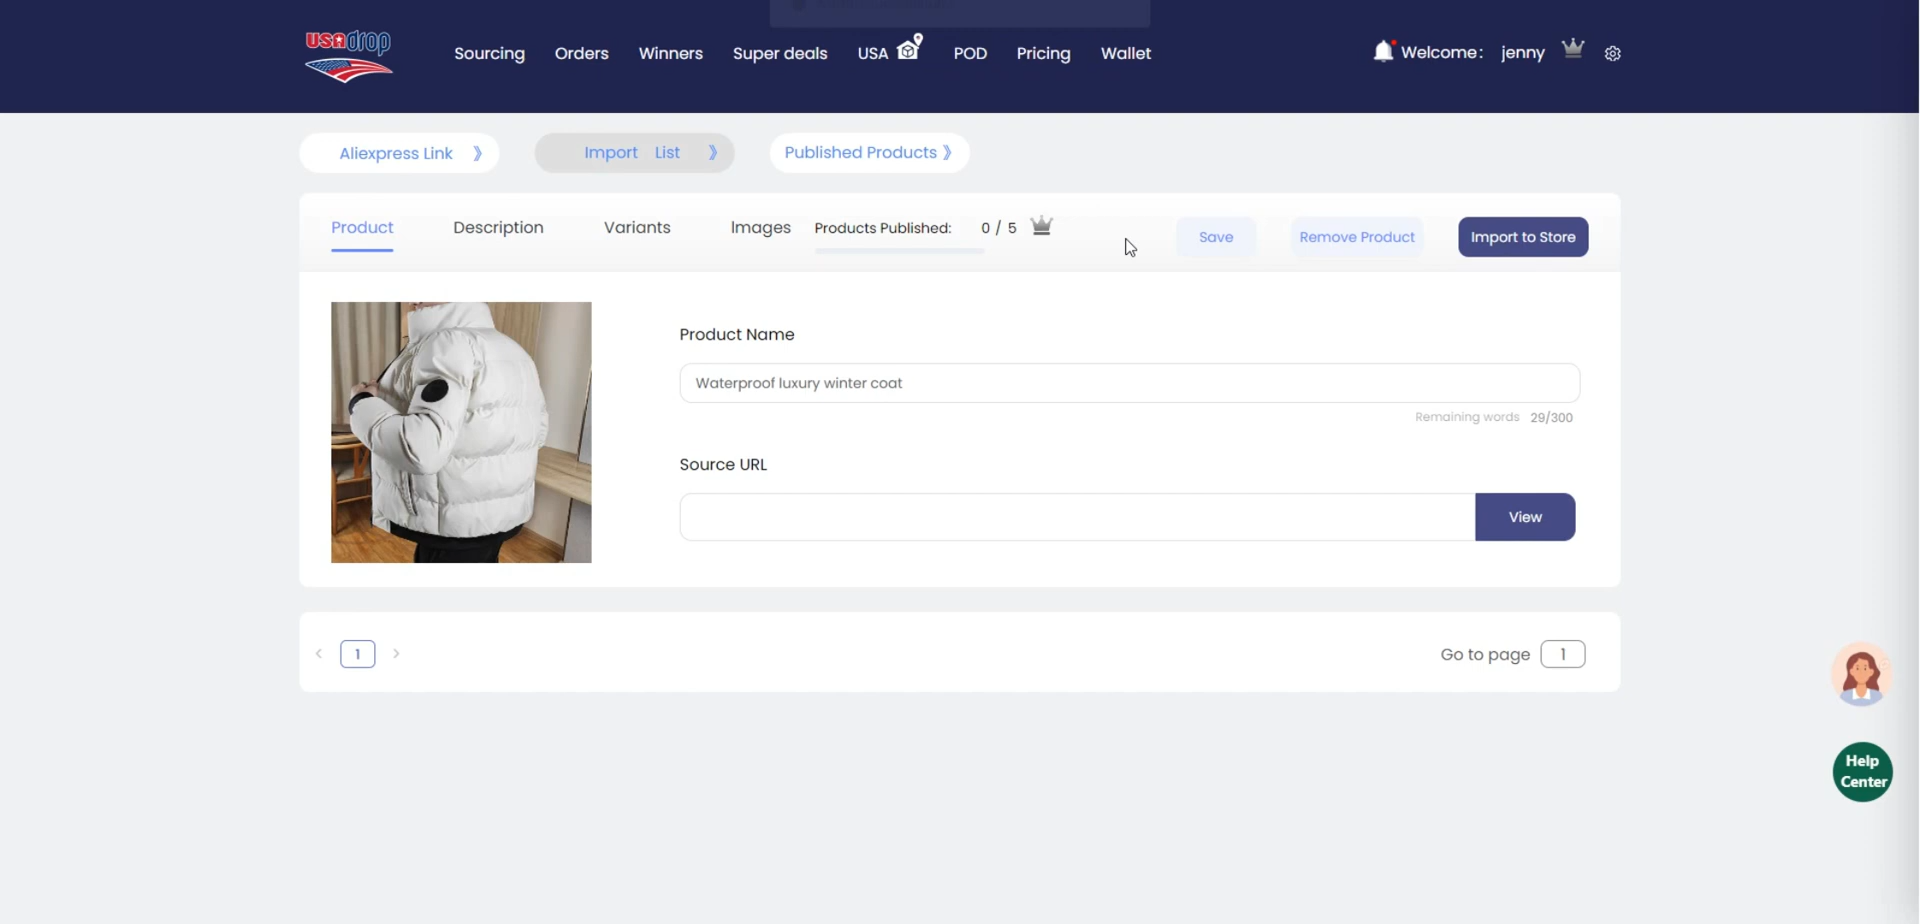 USAdrop
Sourcing
Orders
Winners
Super deals
USA
POD
Pricing
Wallet
Welcome:
jenny
Aliexpress Link 》
Import List 》
Published Products 》
Product
Description
Variants
Images
Products Published: 0 / 5
Save
Remove Product
Import to Store
Product Name
Waterproof luxury winter coat
Remaining words 29/300
Source URL
View
1
Go to page 1
Help
Center